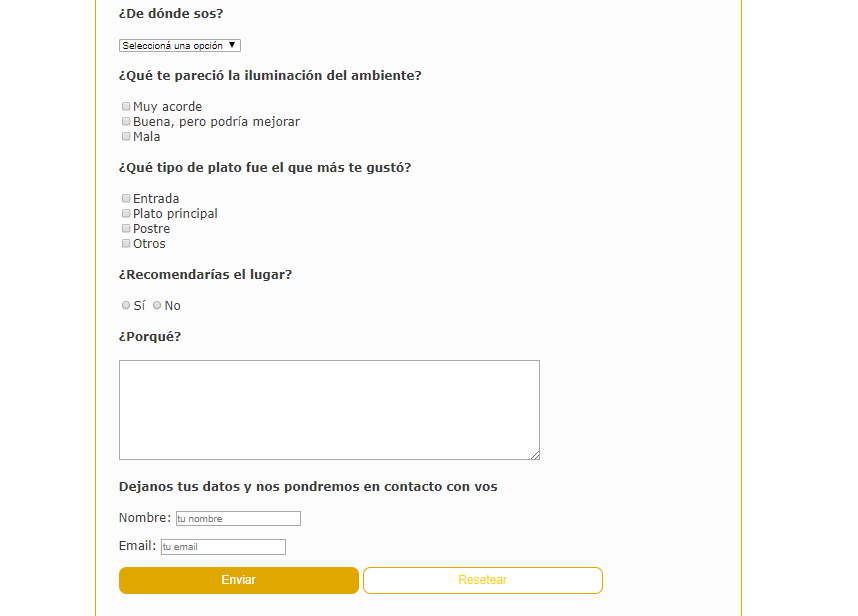 ¿De dónde sos?
Seleccioná una opción
¿Qué te pareció la iluminación del ambiente?
Muy acorde
Buena, pero podría mejorar
Mala
¿Qué tipo de plato fue el que más te gustó?
Entrada
Plato principal
Postre
Otros
¿Recomendarías el lugar?
Sí No
¿Porqué?
Dejanos tus datos y nos pondremos en contacto con vos
Nombre: tu nombre
Email: tu email
Enviar Resetear